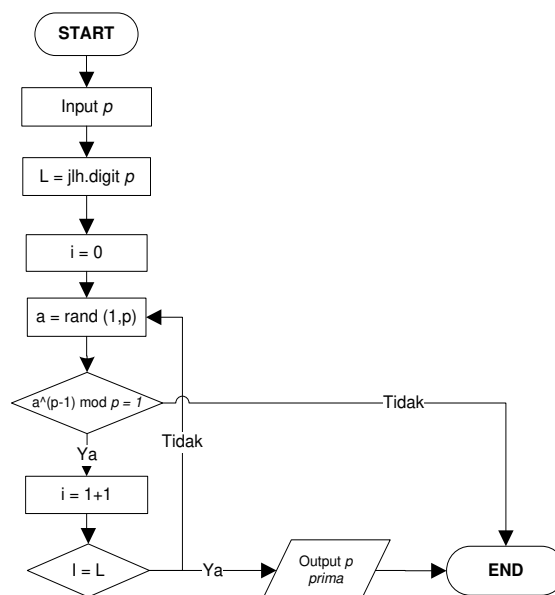 START
Input p
L = jlh.digit p
i = 0
a = rand (1,p)
a^(p-1) mod p = 1
Tidak
Ya
Tidak
i = 1+1
I = L
Ya
Output p
prima
END